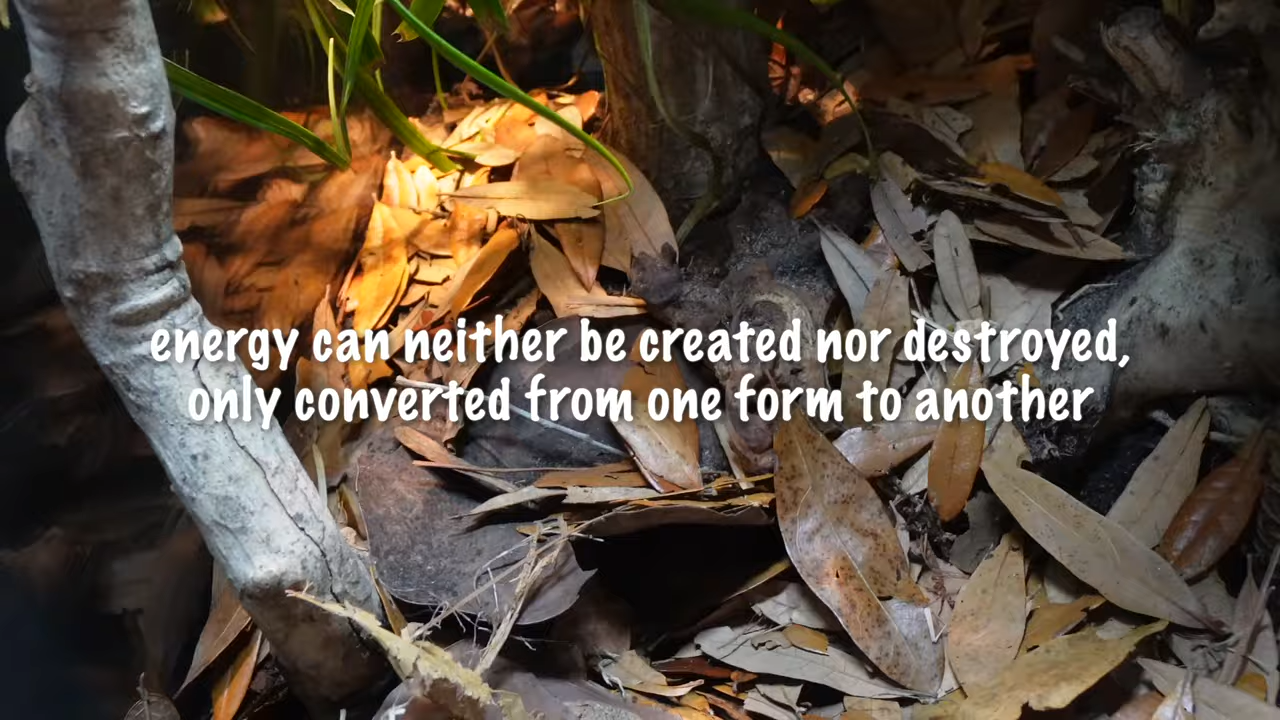 energy can neither be created nor destroyed,
only converted from one form to another